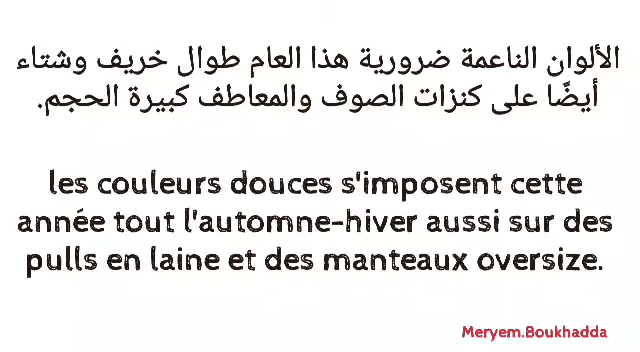 الألوان الناعمة ضرورية هذا العام طوال خريف وشتاء
أيضًا على كنزات الصوف والمعاطف كبيرة الحجم.
les couleurs douces s'imposent cette
année tout l'automne-hiver aussi sur des
pulls en laine et des manteaux oversize.
Meryem.Boukhadda